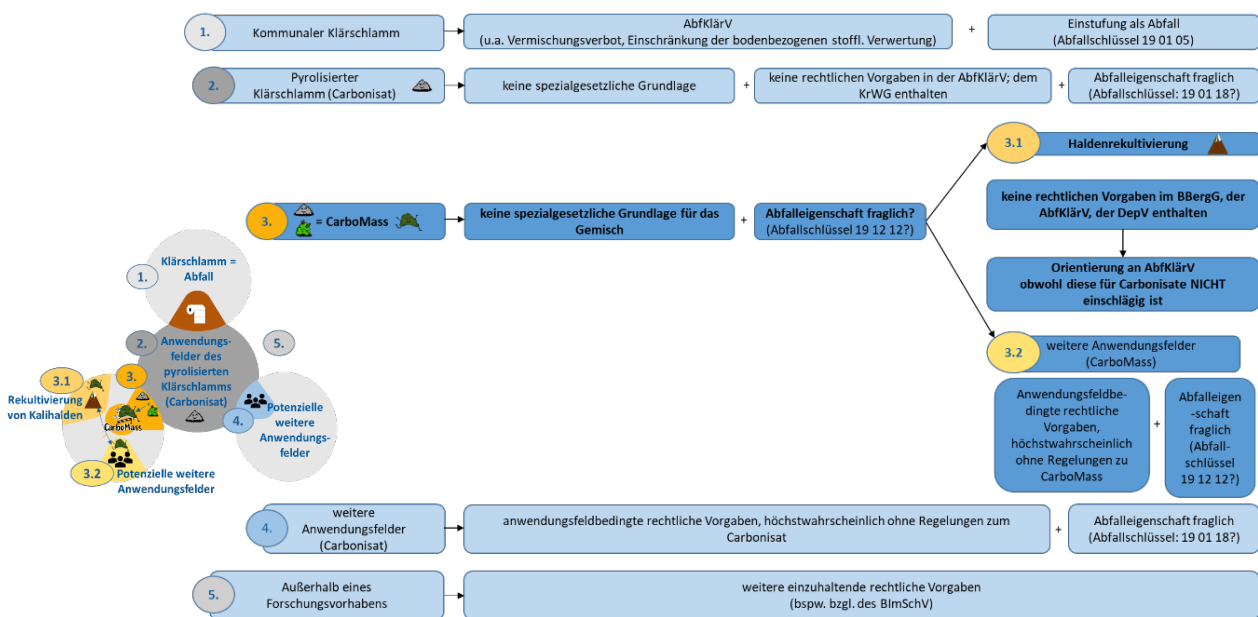 1.
Kommunaler Klärschlamm
AbfKlärV
(u.a. Vermischungsverbot, Einschränkung der bodenbezogenen stoffl. Verwertung)
+
Einstufung als Abfall
(Abfallschlüssel 19 01 05)
2.
Pyrolisierter
Klärschlamm (Carbonisat)
keine spezialgesetzliche Grundlage
+
keine rechtlichen Vorgaben in der AbfKlärV; dem
KrWG enthalten
+
Abfalleigenschaft fraglich
(Abfallschlüssel: 19 01 18?)
3.
= CarboMass
keine spezialgesetzliche Grundlage für das
Gemisch
+
Abfalleigenschaft fraglich?
(Abfallschlüssel 19 12 12?)
3.1
Haldenrekultivierung
keine rechtlichen Vorgaben im BBergG, der
AbfKlärV, der DepV enthalten
Orientierung an AbfKlärV
obwohl diese für Carbonisate NICHT
einschlägig ist
3.2
weitere Anwendungsfelder
(CarboMass)
Anwendungsfeldbe-
dingte rechtliche
Vorgaben,
höchstwahrscheinlich
ohne Regelungen zu
CarboMass
+
Abfalleigen
-schaft
fraglich
(Abfall-
schlüssel
19 12 12?)
1.
Klärschlamm =
Abfall
2.
Anwendungs-
felder des
pyrolisierten
Klärschlamms
(Carbonisat)
5.
3.1
Rekultivierung
von Kalihalden
3.
CarboMass
3.2
Potenzielle weitere
Anwendungsfelder
4.
Potenzielle
weitere
Anwendungs-
felder
4.
weitere
Anwendungsfelder
(Carbonisat)
anwendungsfeldbedingte rechtliche Vorgaben, höchstwahrscheinlich ohne Regelungen zum
Carbonisat
+
Abfalleigenschaft fraglich
(Abfallschlüssel: 19 01 18?)
5.
Außerhalb eines
Forschungsvorhabens
weitere einzuhaltende rechtliche Vorgaben
(bspw. bzgl. des BImSchV)